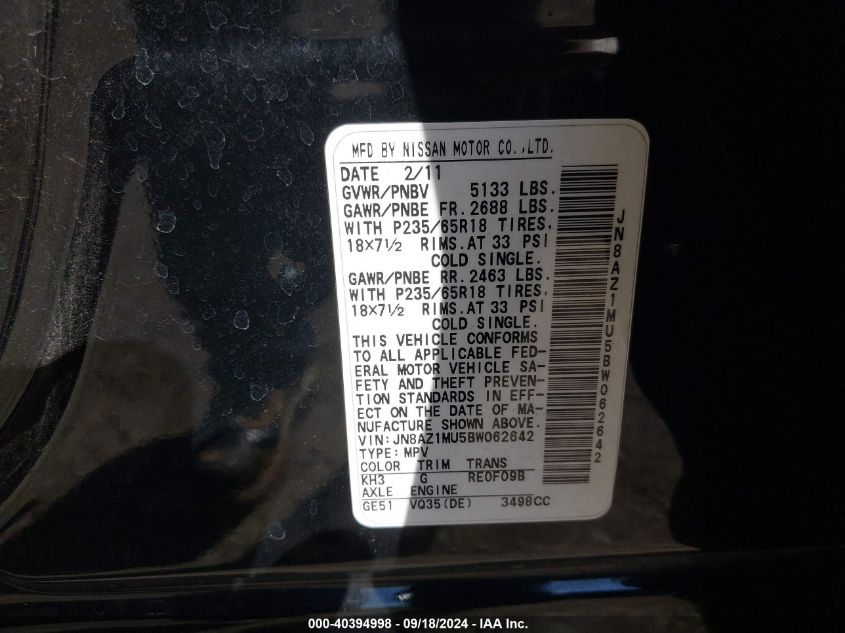 MFD BY NISSAN MOTOR CO.,LTD.
DATE 2/11
GVWR/PNBV 5133 LBS.
GAWR/PNBE FR. 2688 LBS.
WITH P235/65R18 TIRES,
18×7½ RIMS.AT 33 PSI
COLD SINGLE.
GAWR/PNBE RR. 2463 LBS.
WITH P235/65R18 TIRES,
18×7½ RIMS.AT 33 PSI
COLD SINGLE.
THIS VEHICLE CONFORMS
TO ALL APPLICABLE FED-
ERAL MOTOR VEHICLE SA-
FETY AND THEFT PREVEN-
TION STANDARDS IN EFF-
ECT ON THE DATE OF MA-
NUFACTURE SHOWN ABOVE.
VIN:JN8AZ1MU5BW062642
TYPE:MPV
COLOR TRIM TRANS
KH3 G RE0F09B
AXLE ENGINE
GE51 VQ35(DE) 3498CC
JN8AZ1MU5BW062642
000-40394998 - 09/18/2024 - © IAA Inc.